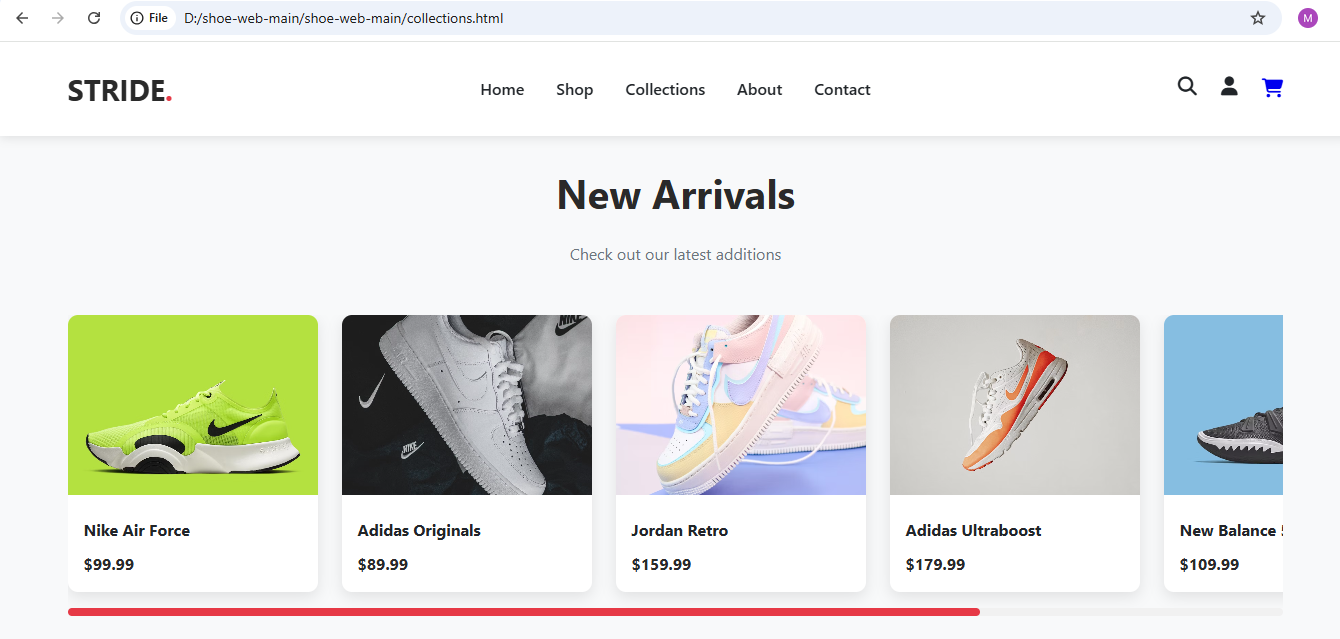 File D:/shoe-web-main/shoe-web-main/collections.html M
STRIDE. Home Shop Collections About Contact
New Arrivals
Check out our latest additions
NIKE
NIKE
Nike Air Force Adidas Originals Jordan Retro Adidas Ultraboost New Balance
$99.99 $89.99 $159.99 $179.99 $109.99